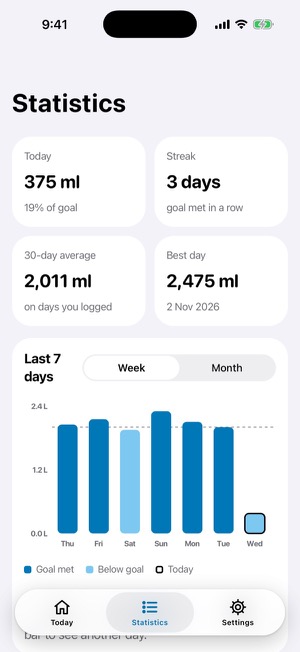 9:41
Statistics
Today
375 ml
19% of goal
Streak
3 days
goal met in a row
30-day average
2,011 ml
on days you logged
Best day
2,475 ml
2 Nov 2026
Last 7
days
Week
Month
2.4 L
1.2 L
0.0 L
Thu Fri Sat Sun Mon Tue Wed
Goal met
Below goal
Today
bar to see another day.
Today
Statistics
Settings